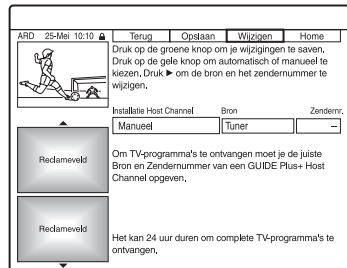 ARD 25-Mei 10:10
Terug Opslaan Wijzigen Home
Druk op de groene knop om je wijzigingen te saven.
Druk op de gele knop om automatisch of manueel te
kiezen. Druk ► om de bron en het zendernummer te
wijzigen.
Installatie Host Channel Bron Zendernr.
Manueel Tuner –
Reclameveld
Om TV-programma's te ontvangen moet je de juiste
Bron en Zendernummer van een GUIDE Plus+ Host
Channel opgeven.
Reclameveld
Het kan 24 uur duren om complete TV-programma's te
ontvangen.